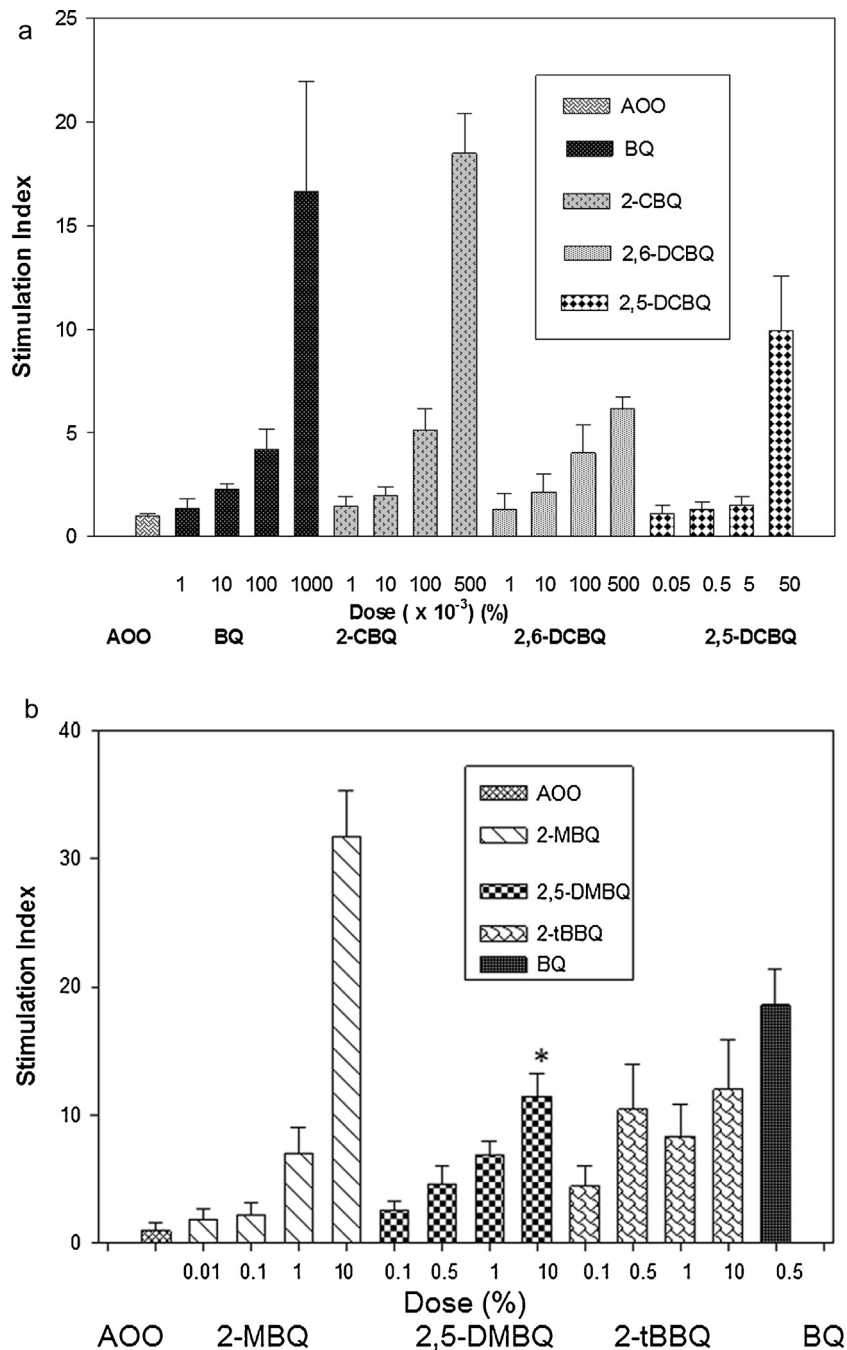 a
25
20
15
10
5
0
Stimulation Index
AOO
BQ
2-CBQ
2,6-DCBQ
2,5-DCBQ
1 10 100 1000 1 10 100 500 1 10 100 500 0.05 0.5 5 50
Dose ( x 10-3) (%)
AOO BQ 2-CBQ 2,6-DCBQ 2,5-DCBQ
b
40
30
20
10
0
Stimulation Index
AOO
2-MBQ
2,5-DMBQ
2-tBBQ
BQ
*
0.01 0.1 1 10 0.1 0.5 1 10 0.1 0.5 1 10 0.5
Dose (%)
AOO 2-MBQ 2,5-DMBQ 2-tBBQ BQ